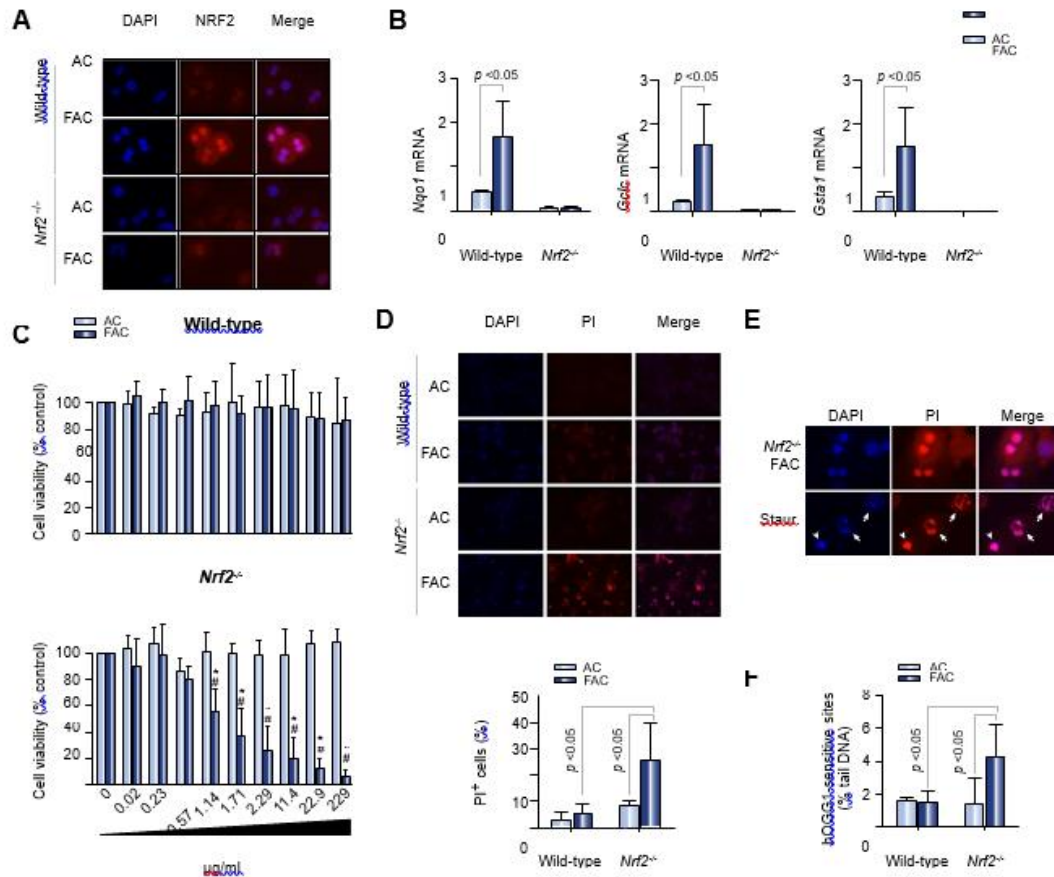 A
DAPI NRF2 Merge
Wild-type
AC
FAC
Nrf2 -/-
AC
FAC
B
AC
FAC
Nqo1 mRNA
3
2
1
1
0
p <0.05
Wild-type Nrf2-/-
Gclc mRNA
3
2
1
1
0
p <0.05
Wild-type Nrf2-/-
Gsta1 mRNA
3
2
1
1
0
p <0.05
Wild-type Nrf2-/-
C
AC
FAC
Wild-type
Cell viability (% control)
100
80
60
40
20
0
Nrf2-/-
Cell viability (% control)
100
80
60
40
20
* # * # # * # * # #
0 0.02 0.23 0.57 1.14 1.71 2.29 11.4 22.9 229
µg/ml
D
DAPI PI Merge
Wild-type
AC
FAC
Nrf2-/-
AC
FAC
AC
FAC
PI+ cells (%)
50
40
30
20
10
0
p <0.05 p <0.05
Wild-type Nrf2-/-
E
DAPI PI Merge
Nrf2-/-
FAC
Staur.
F
AC
FAC
hOGG1-sensitive sites
(% tail DNA)
8
6
4
2
0
p <0.05 p <0.05
Wild-type Nrf2-/-